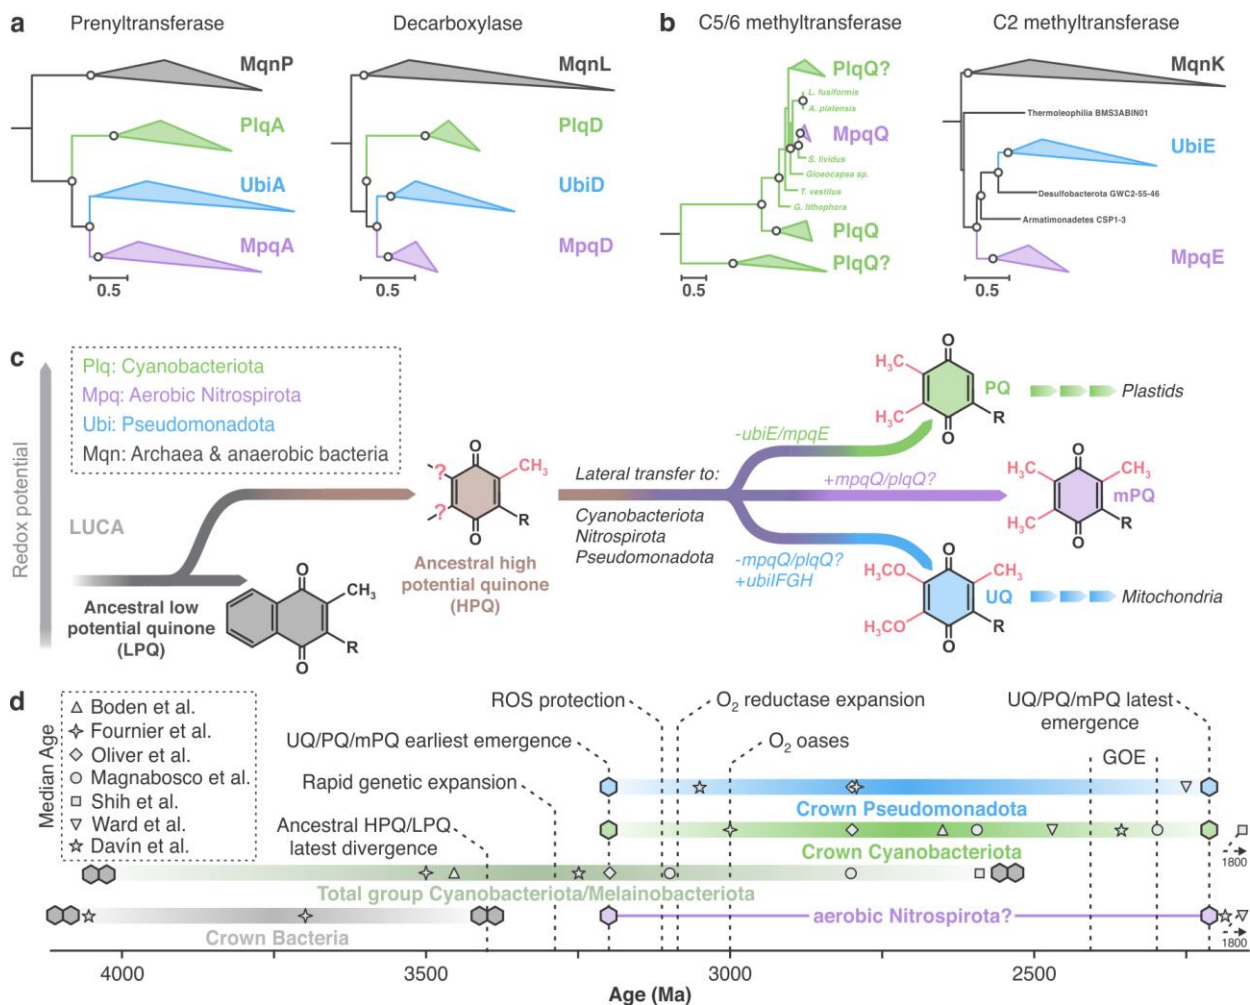 a
Prenyltransferase
Decarboxylase
MqnP
MqnL
PlqA
PlqD
UbiA
UbiD
MpqA
MpqD
0.5
0.5
b
C5/6 methyltransferase
C2 methyltransferase
PlqQ?
MqnK
L. fusiformis
A. platensis
Thermoleophilia BMS3ABIN01
MpqQ
UbiE
S. lividus
Gloeocapsa sp.
T. vestitus
Desulfobacterota GWC2-55-46
G. lithophora
Armatimonadetes CSP1-3
PlqQ
PlqQ?
MpqE
0.5
0.5
c
Redox potential
Plq: Cyanobacteriota
Mpq: Aerobic Nitrospirota
Ubi: Pseudomonadota
Mqn: Archaea & anaerobic bacteria
LUCA
Ancestral low
potential quinone
(LPQ)
O
CH3
R
O
O
? CH3
?
R
O
Ancestral high
potential quinone
(HPQ)
Lateral transfer to:
Cyanobacteriota
Nitrospirota
Pseudomonadota
-ubiE/mpqE
+mpqQ/plqQ?
-mpqQ/plqQ?
+ubiIFGH
O
H3C
PQ
H3C
R
O
Plastids
O
H3C CH3
mPQ
H3C
R
O
O
H3CO CH3
UQ
H3CO
R
O
Mitochondria
d
Median Age
Boden et al.
Fournier et al.
Oliver et al.
Magnabosco et al.
Shih et al.
Ward et al.
Davín et al.
ROS protection
O2 reductase expansion
UQ/PQ/mPQ latest
emergence
UQ/PQ/mPQ earliest emergence
O2 oases
GOE
Rapid genetic expansion
Ancestral HPQ/LPQ
latest divergence
Crown Pseudomonadota
Crown Cyanobacteriota
1800
Total group Cyanobacteriota/Melainobacteriota
aerobic Nitrospirota?
Crown Bacteria
1800
4000
3500
3000
2500
Age (Ma)